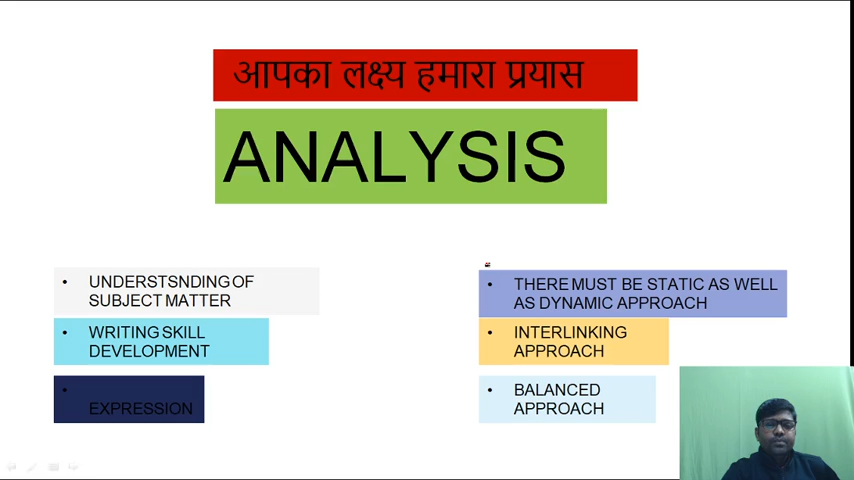 आपका लक्ष्य हमारा प्रयास
ANALYSIS
• UNDERSTSNDING OF
SUBJECT MATTER
• WRITING SKILL
DEVELOPMENT
•
EXPRESSION
• THERE MUST BE STATIC AS WELL
AS DYNAMIC APPROACH
• INTERLINKING
APPROACH
• BALANCED
APPROACH